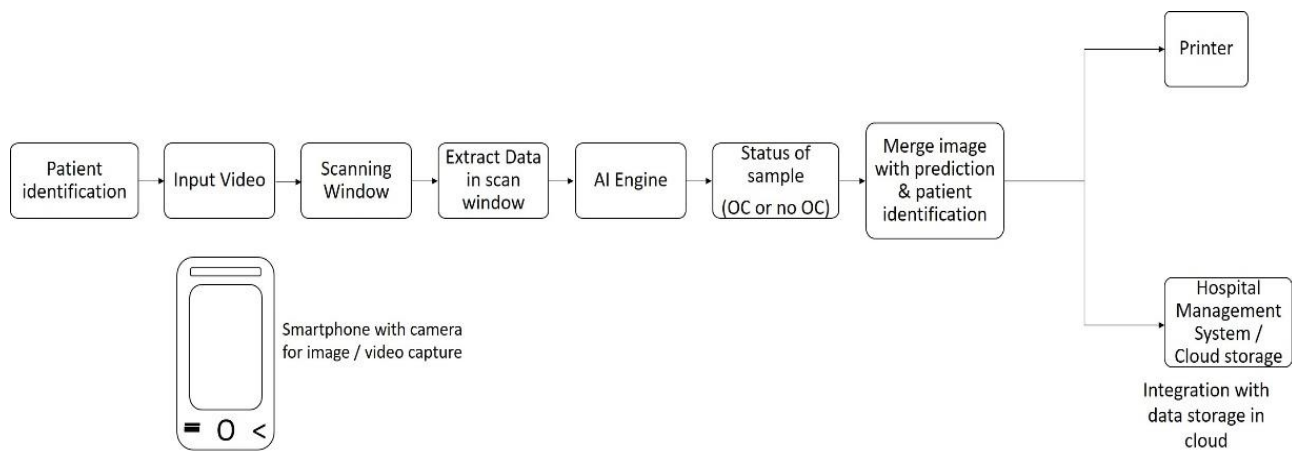 Patient
identification
Input Video
Scanning
Window
Extract Data
in scan
window
AI Engine
Status of
sample
(OC or no OC)
Merge image
with prediction
& patient
identification
Printer
Hospital
Management
System /
Cloud storage
Integration with
data storage in
cloud
Smartphone with camera
for image / video capture
= O <